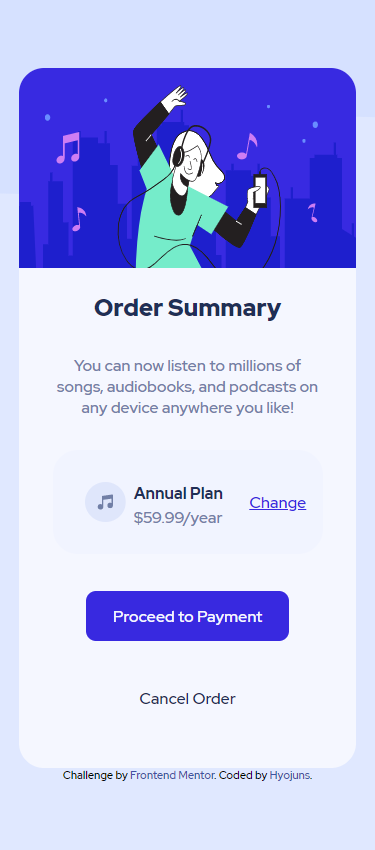 Order Summary
You can now listen to millions of
songs, audiobooks, and podcasts on
any device anywhere you like!
Annual Plan
$59.99/year
Change
Proceed to Payment
Cancel Order
Challenge by Frontend Mentor. Coded by Hyojuns.